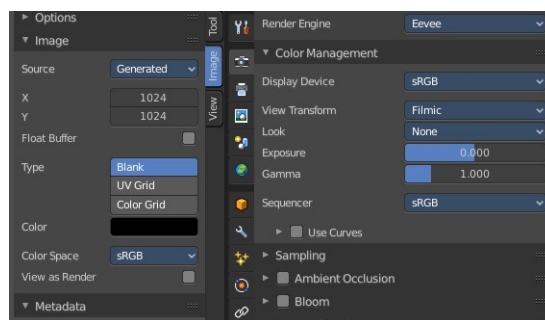 Options
Image
Source Generated
X 1024
Y 1024
Float Buffer
Type Blank
UV Grid
Color Grid
Color
Color Space sRGB
View as Render
Metadata
Tool
Image
View
Render Engine Eevee
Color Management
Display Device sRGB
View Transform Filmic
Look None
Exposure 0.000
Gamma 1.000
Sequencer sRGB
Use Curves
Sampling
Ambient Occlusion
Bloom